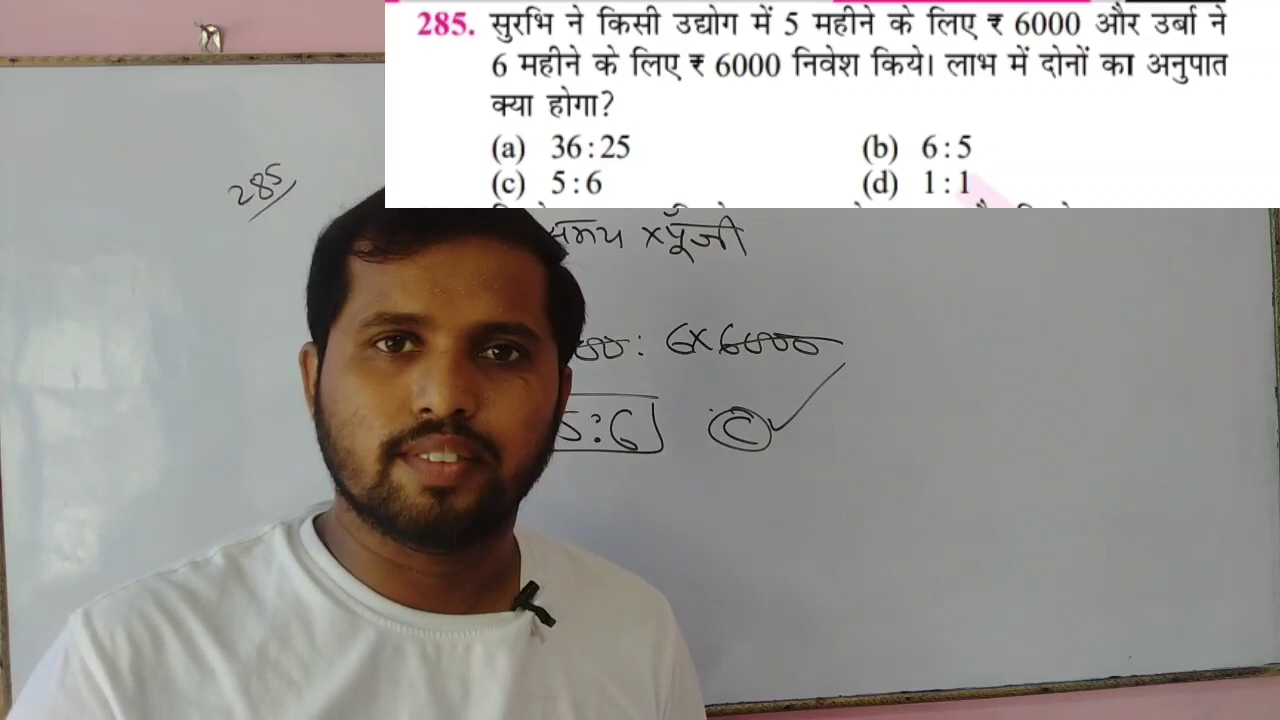 285. सुरभि ने किसी उद्योग में 5 महीने के लिए ₹ 6000 और उर्बा ने
6 महीने के लिए ₹ 6000 निवेश किये। लाभ में दोनों का अनुपात
क्या होगा?
(a) 36:25 (b) 6:5
(c) 5:6 (d) 1:1
285
समय × पूँजी
: 6×6000
5:6 C